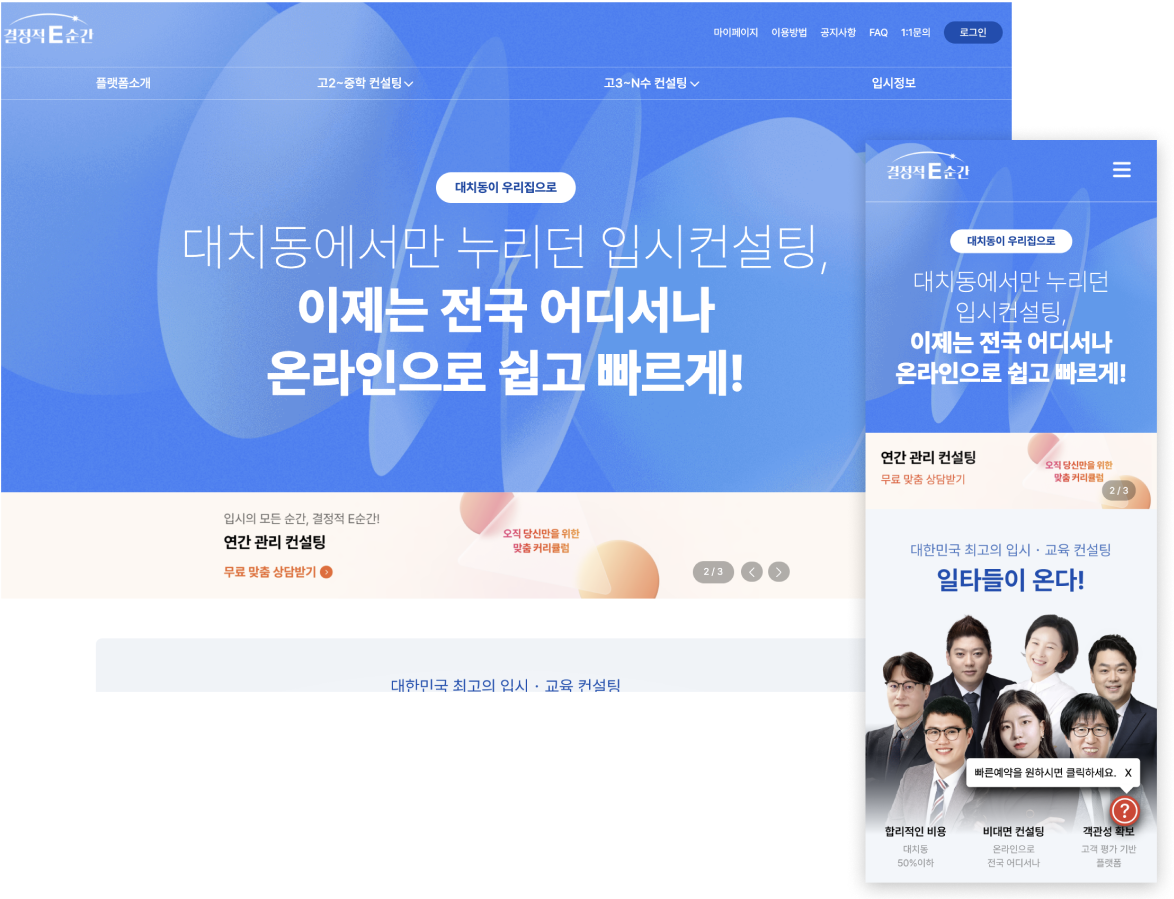 결정적 E순간
마이페이지 이용방법 공지사항 FAQ 1:1문의 로그인
플랫폼소개 고2~중학 컨설팅 고3~N수 컨설팅 입시정보
대치동이 우리집으로
대치동에서만 누리던 입시컨설팅,
이제는 전국 어디서나
온라인으로 쉽고 빠르게!
입시의 모든 순간, 결정적 E순간!
연간 관리 컨설팅
무료 맞춤 상담받기
오직 당신만을 위한
맞춤 커리큘럼
2 / 3
대한민국 최고의 입시 · 교육 컨설팅
결정적 E순간
대치동이 우리집으로
대치동에서만 누리던
입시컨설팅,
이제는 전국 어디서나
온라인으로 쉽고 빠르게!
연간 관리 컨설팅
무료 맞춤 상담받기
오직 당신만을 위한
맞춤 커리큘럼
2 / 3
대한민국 최고의 입시 · 교육 컨설팅
일타들이 온다!
빠른예약을 원하시면 클릭하세요. X
?
합리적인 비용 비대면 컨설팅 객관성 확보
대치동 온라인으로 고객 평가 기반
50%이하 전국 어디서나 플랫폼